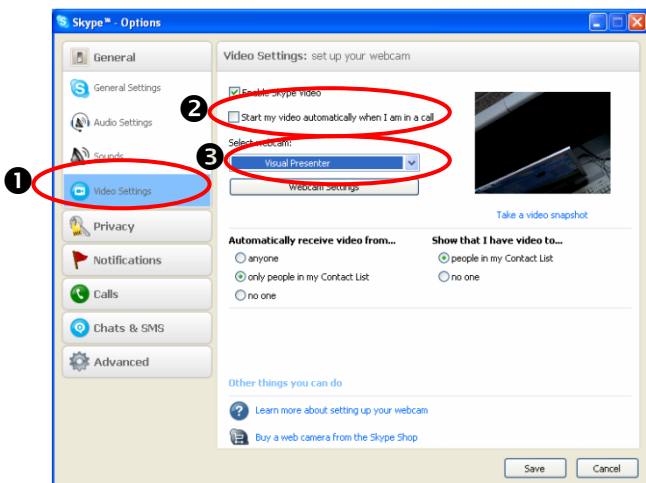 Skype™ - Options
General
Video Settings: set up your webcam
General Settings
Audio Settings
Sounds
Video Settings
Privacy
Notifications
Calls
Chats & SMS
Advanced
Enable Skype Video
❷
Start my video automatically when I am in a call
Select webcam:
❸
Visual Presenter
Webcam Settings
❶
Take a video snapshot
Automatically receive video from...
anyone
only people in my Contact List
no one
Show that I have video to...
people in my Contact List
no one
Other things you can do
Learn more about setting up your webcam
Buy a web camera from the Skype Shop
Save
Cancel